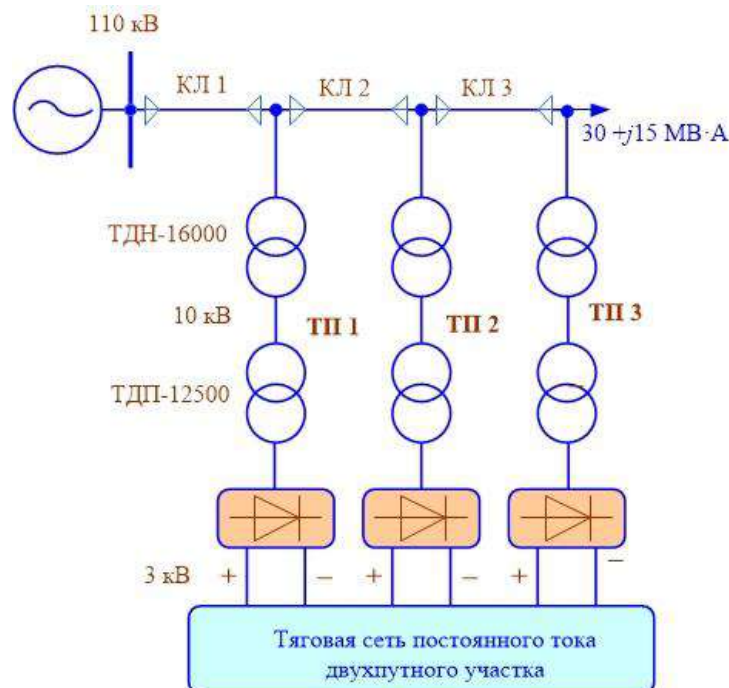 110 кВ
КЛ 1
КЛ 2
КЛ 3
30 +j15 МВ·А
ТДН-16000
10 кВ
ТП 1
ТП 2
ТП 3
ТДП-12500
3 кВ
+
–
+
–
+
–
Тяговая сеть постоянного тока
двухпутного участка